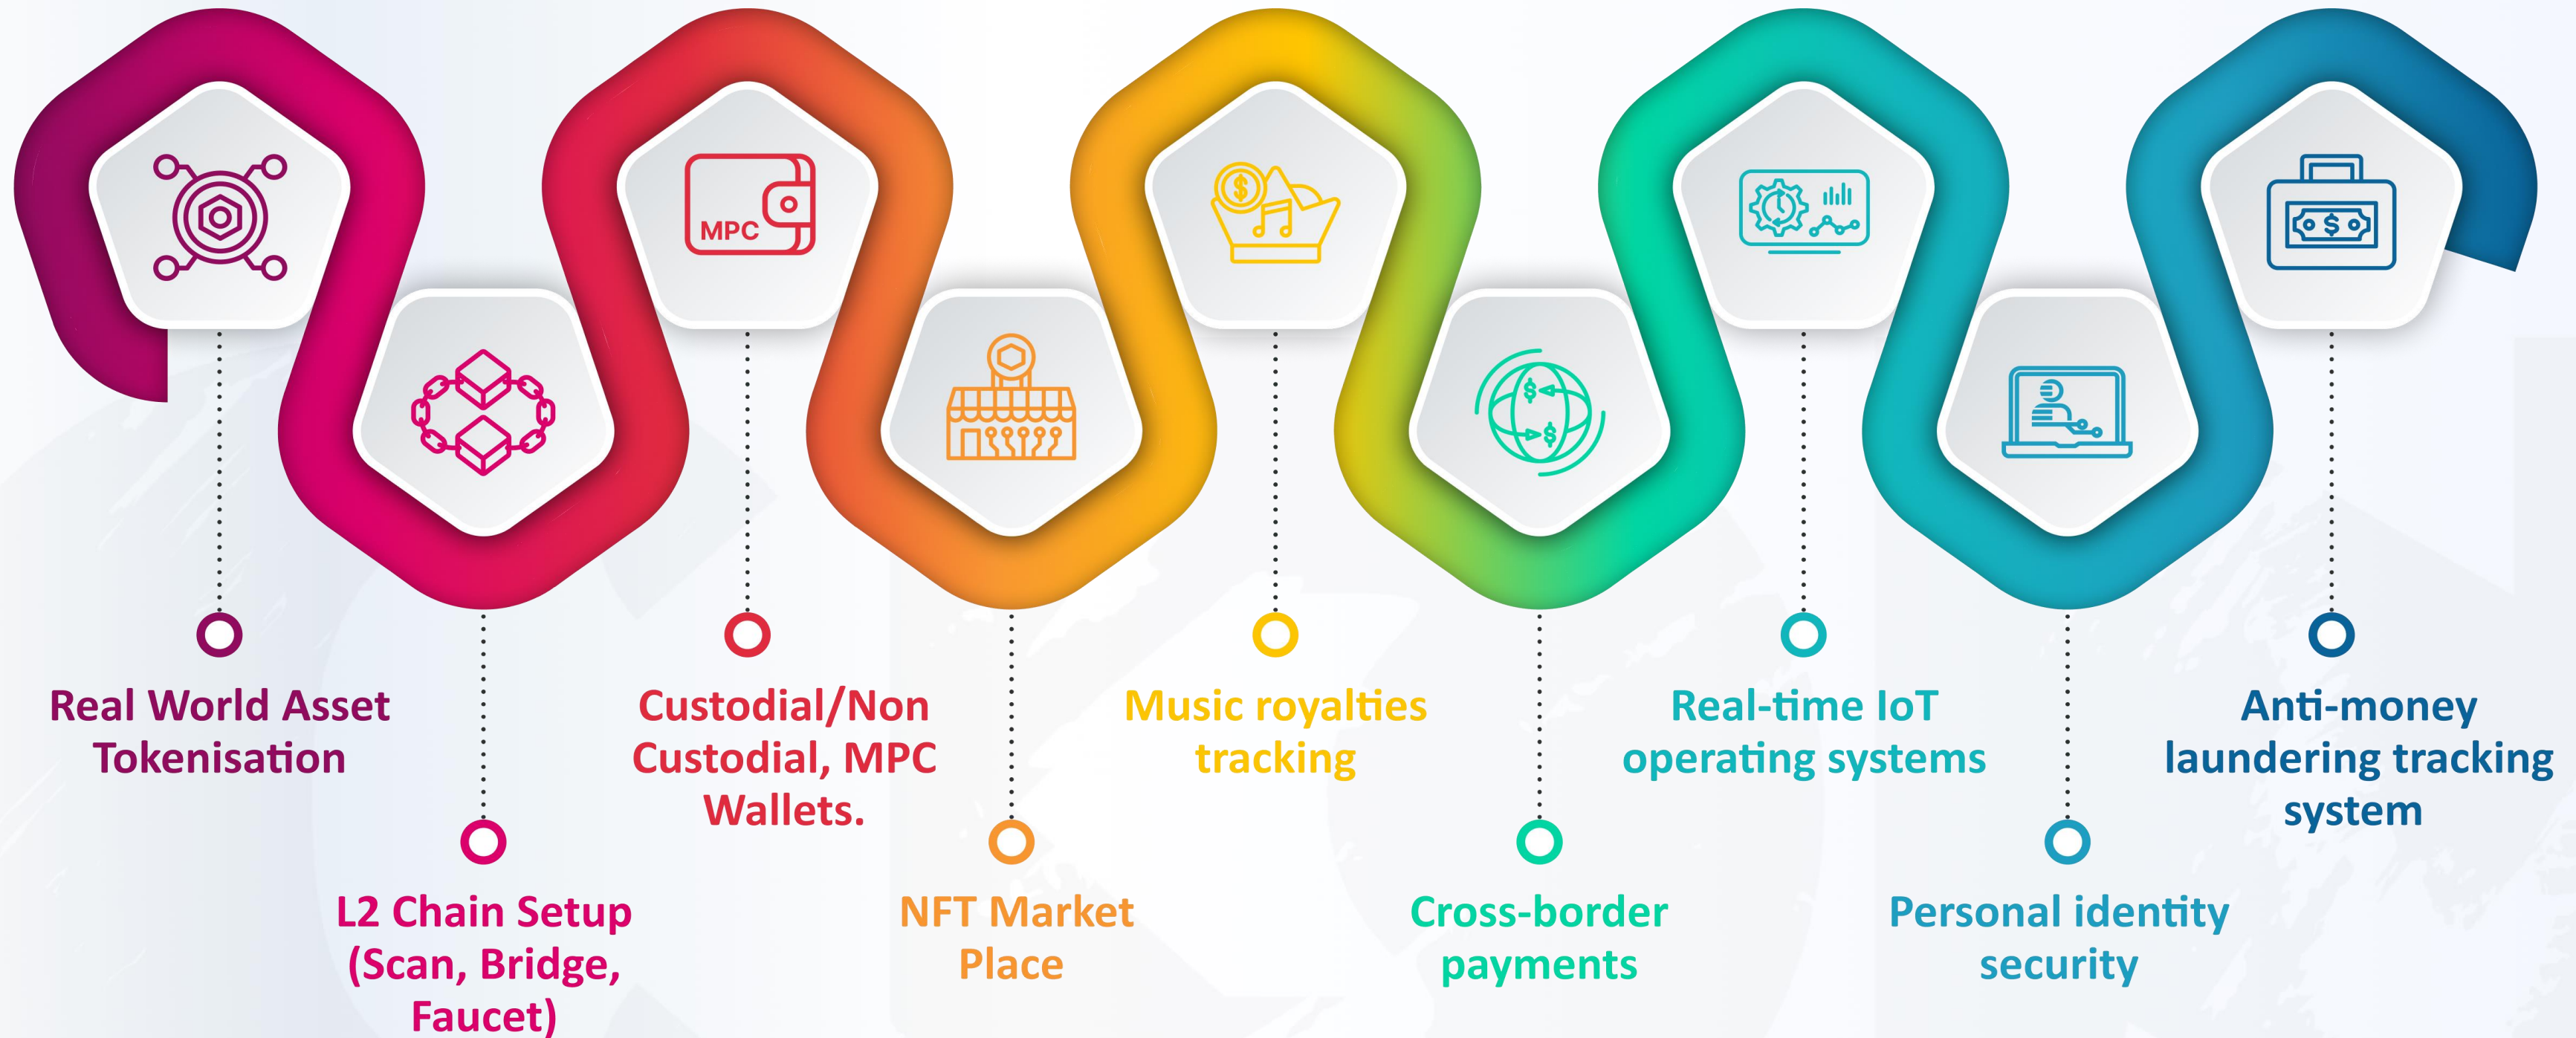 MPC
$
$
$
$
Real World Asset
Tokenisation
L2 Chain Setup
(Scan, Bridge,
Faucet)
Custodial/Non
Custodial, MPC
Wallets.
NFT Market
Place
Music royalties
tracking
Cross-border
payments
Real-time IoT
operating systems
Personal identity
security
Anti-money
laundering tracking
system